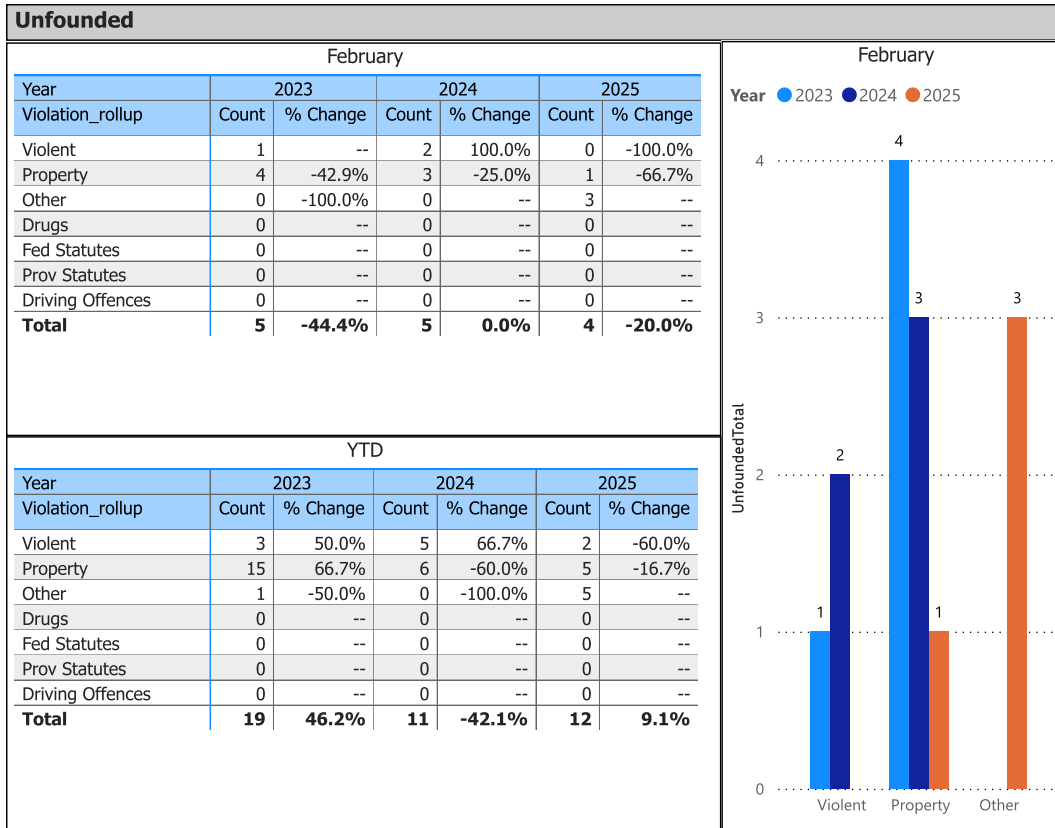 Unfounded
February
Year 2023 2024 2025
Violation_rollup Count % Change Count % Change Count % Change
Violent 1 -- 2 100.0% 0 -100.0%
Property 4 -42.9% 3 -25.0% 1 -66.7%
Other 0 -100.0% 0 -- 3 --
Drugs 0 -- 0 -- 0 --
Fed Statutes 0 -- 0 -- 0 --
Prov Statutes 0 -- 0 -- 0 --
Driving Offences 0 -- 0 -- 0 --
Total 5 -44.4% 5 0.0% 4 -20.0%
YTD
Year 2023 2024 2025
Violation_rollup Count % Change Count % Change Count % Change
Violent 3 50.0% 5 66.7% 2 -60.0%
Property 15 66.7% 6 -60.0% 5 -16.7%
Other 1 -50.0% 0 -100.0% 5 --
Drugs 0 -- 0 -- 0 --
Fed Statutes 0 -- 0 -- 0 --
Prov Statutes 0 -- 0 -- 0 --
Driving Offences 0 -- 0 -- 0 --
Total 19 46.2% 11 -42.1% 12 9.1%
February
Year 2023 2024 2025
UnfoundedTotal
4
3
2
1
0
1
2
4
3
1
3
Violent Property Other